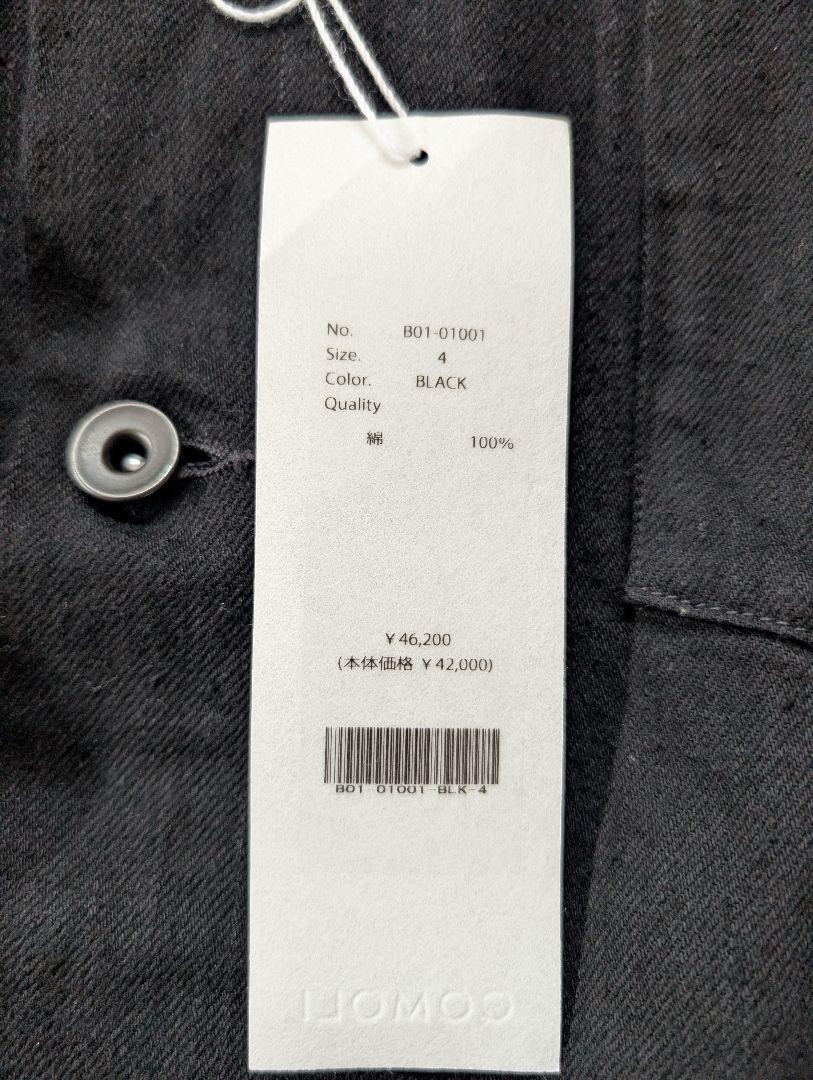 No. B01-01001
Size. 4
Color. BLACK
Quality
綿 100%
￥46,200
(本体価格 ￥42,000)
B01-01001-BLK-4
COMOLI